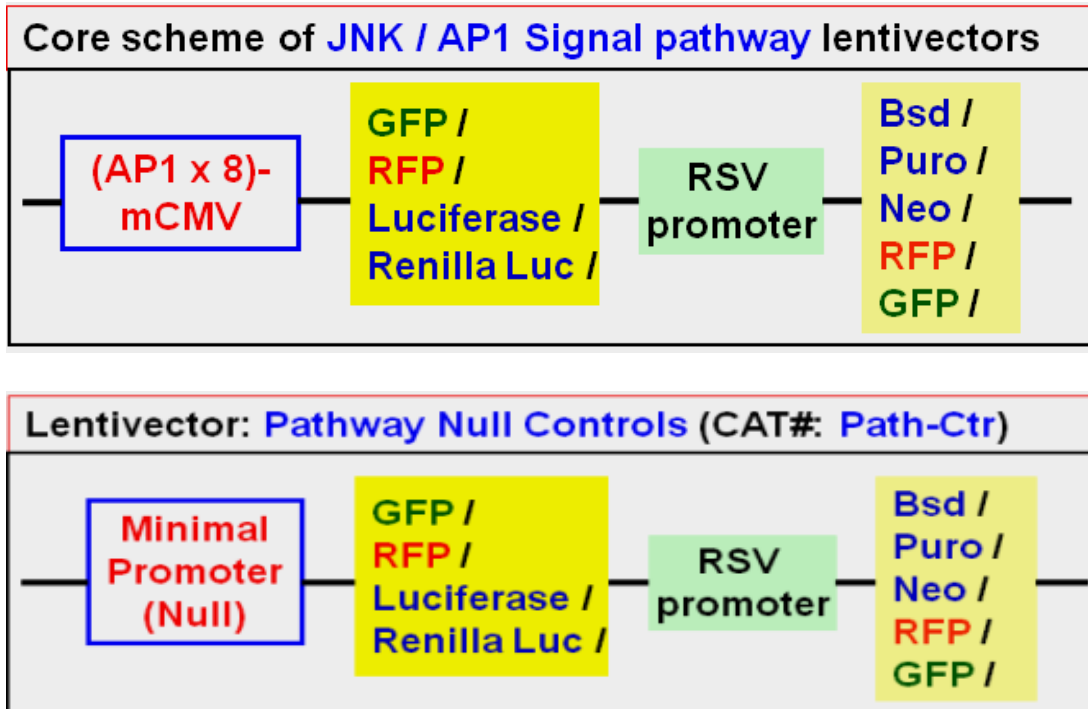 Core scheme of JNK / AP1 Signal pathway lentivectors
(AP1 x 8)-
mCMV
GFP /
RFP /
Luciferase /
Renilla Luc /
RSV
promoter
Bsd /
Puro /
Neo /
RFP /
GFP /
Lentivector: Pathway Null Controls (CAT#: Path-Ctr)
Minimal
Promoter
(Null)
GFP /
RFP /
Luciferase /
Renilla Luc /
RSV
promoter
Bsd /
Puro /
Neo /
RFP /
GFP /